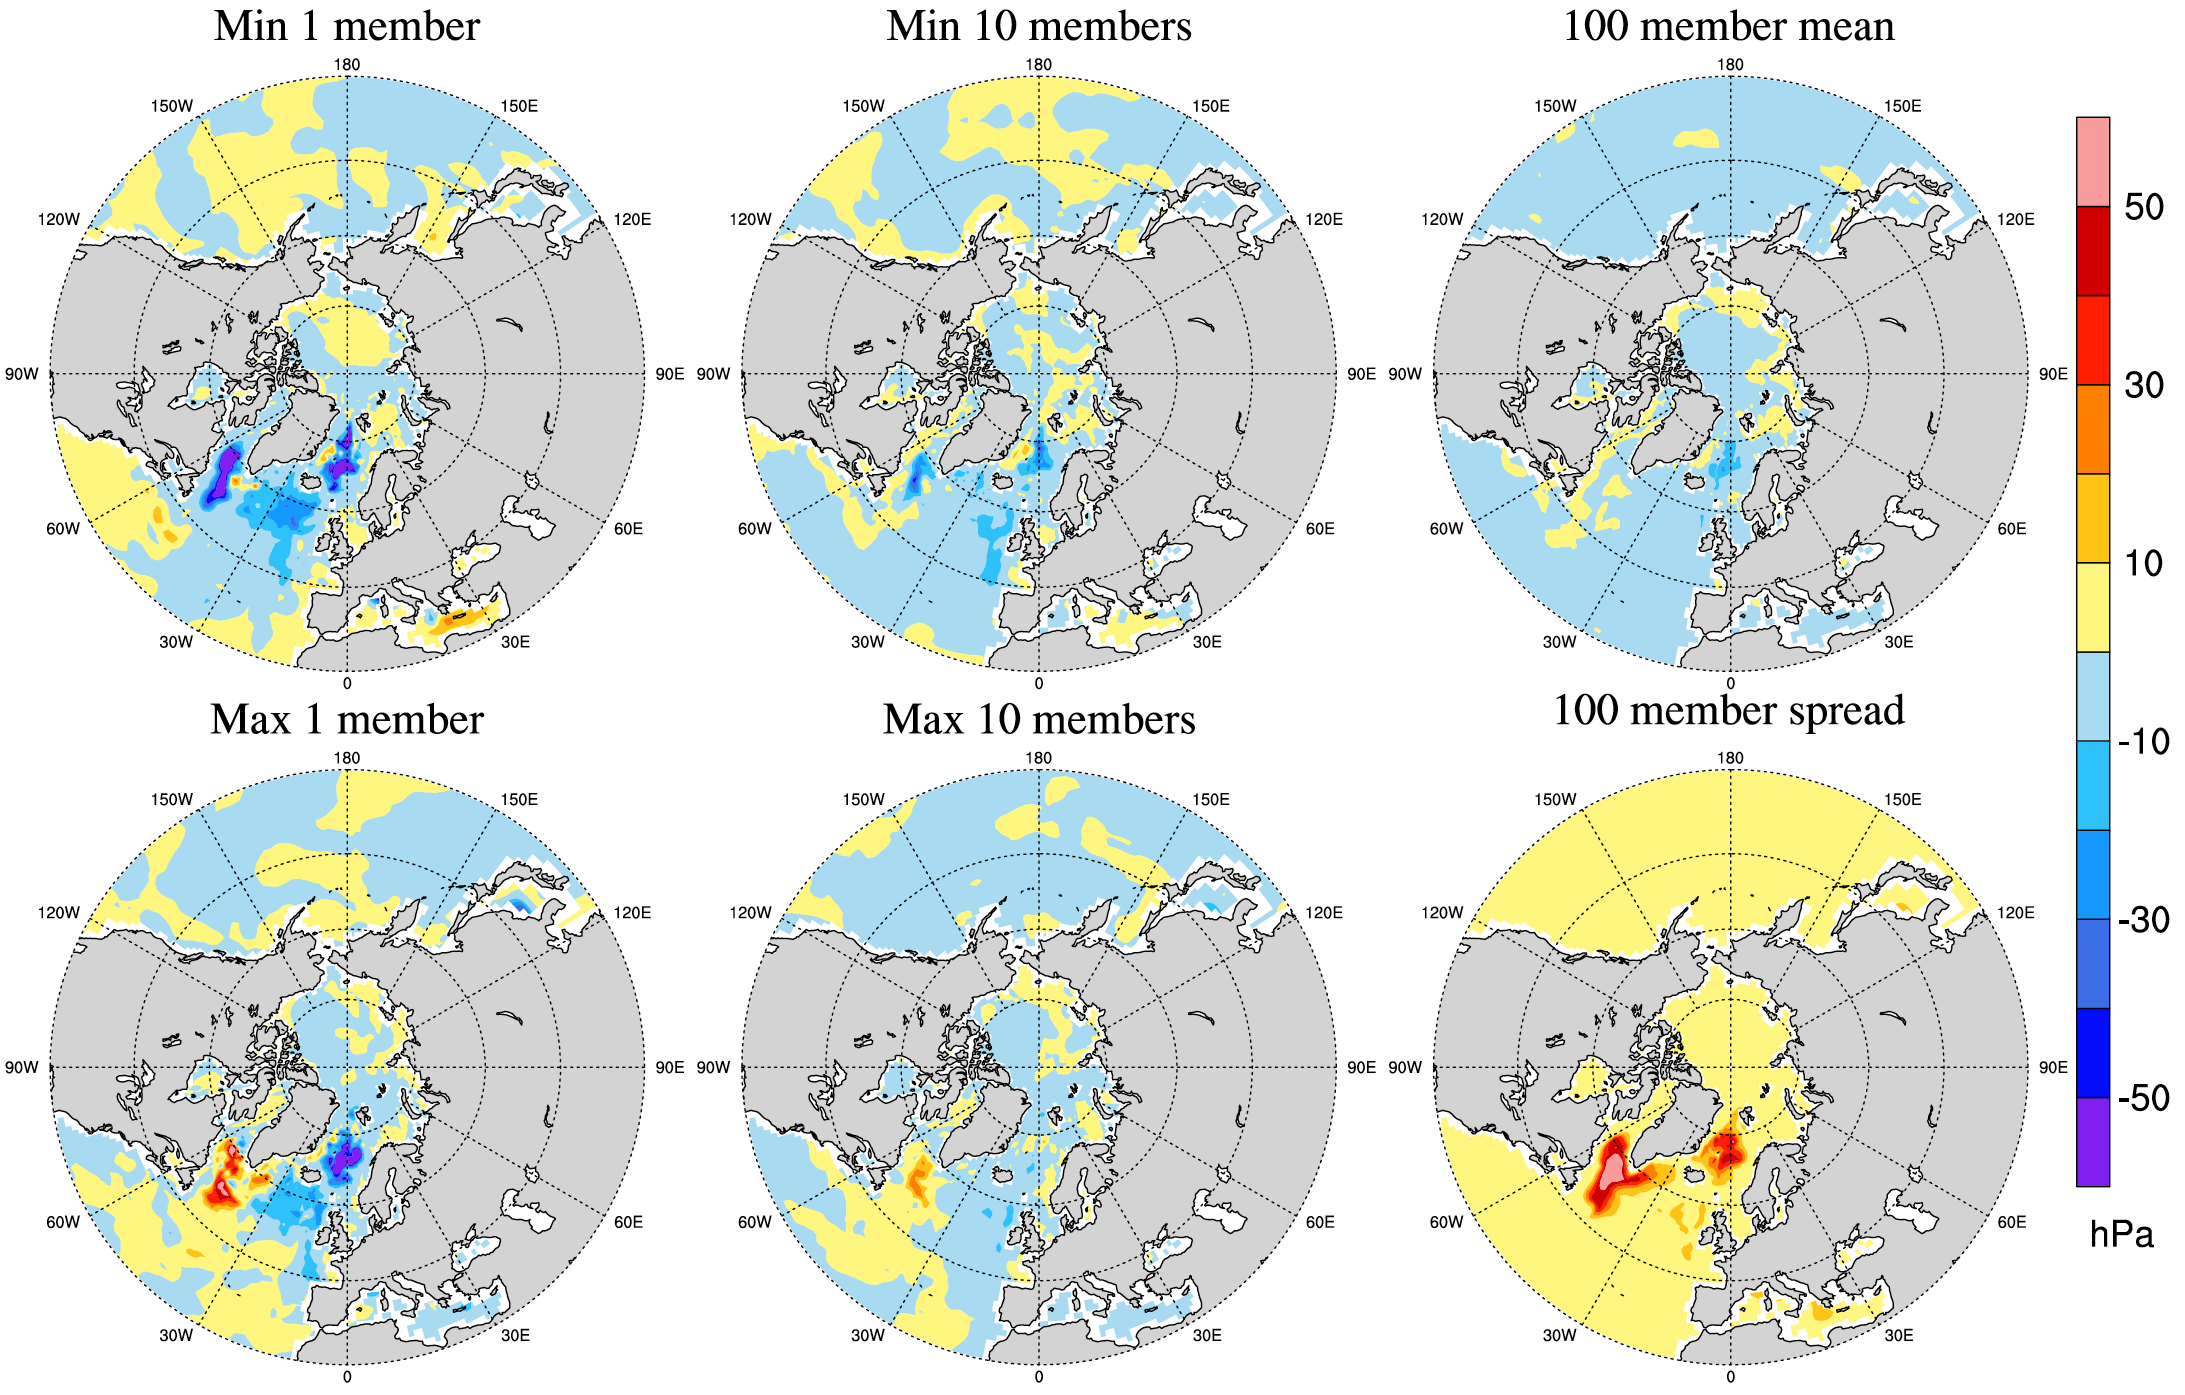 Min 1 member
Min 10 members
100 member mean
180
150W
150E
120W
120E
90W
90E
60W
60E
30W
30E
0
180
150W
150E
120W
120E
90W
90E
60W
60E
30W
30E
0
180
150W
150E
120W
120E
90W
90E
60W
60E
30W
30E
0
Max 1 member
Max 10 members
100 member spread
180
150W
150E
120W
120E
90W
90E
60W
60E
30W
30E
0
180
150W
150E
120W
120E
90W
90E
60W
60E
30W
30E
0
180
150W
150E
120W
120E
90W
90E
60W
60E
30W
30E
0
50
30
10
-10
-30
-50
hPa